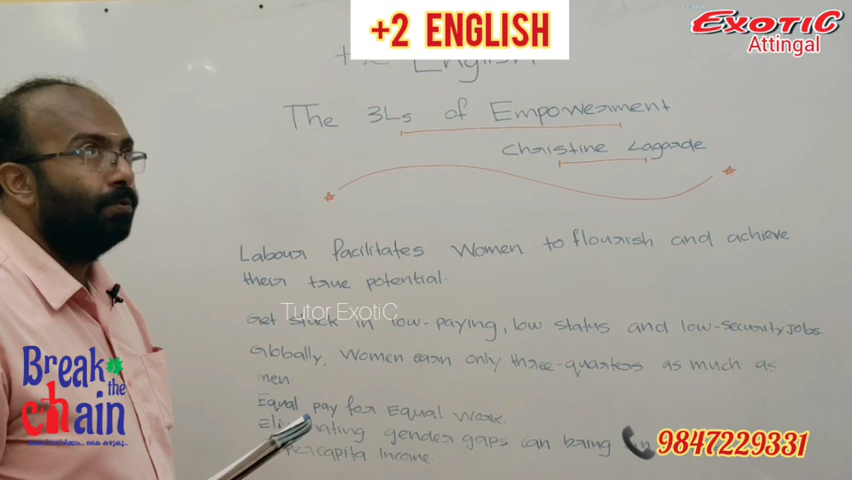 +2 ENGLISH
EXOTIC
Attingal
+2 English
The 3Ls of Empowerment
Christine Lagarde
Labour facilitates Women to flourish and achieve
their true potential.
Tutor ExotiC
Get stuck in low-paying, low status and low-security jobs.
Globally, Women earn only three-quarters as much as
men.
Equal pay for Equal Work.
gender gaps can bring
percapita Income.
Break
the
chain
കൈ കഴുകൂ...
9847229331